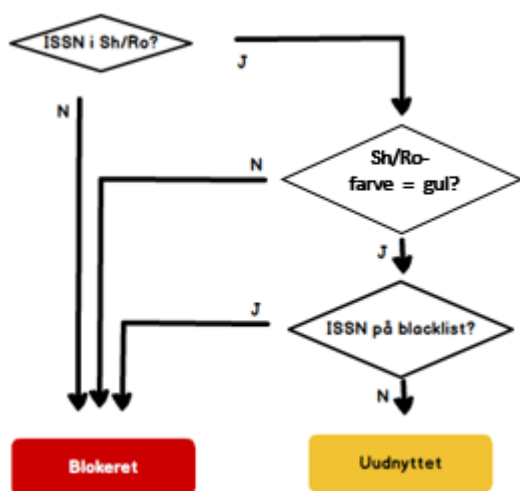 ISSN i Sh/Ro?
J
N
Sh/Ro-
farve = gul?
N
J
ISSN på blacklist?
J
N
Blokeret
Uudnyttet